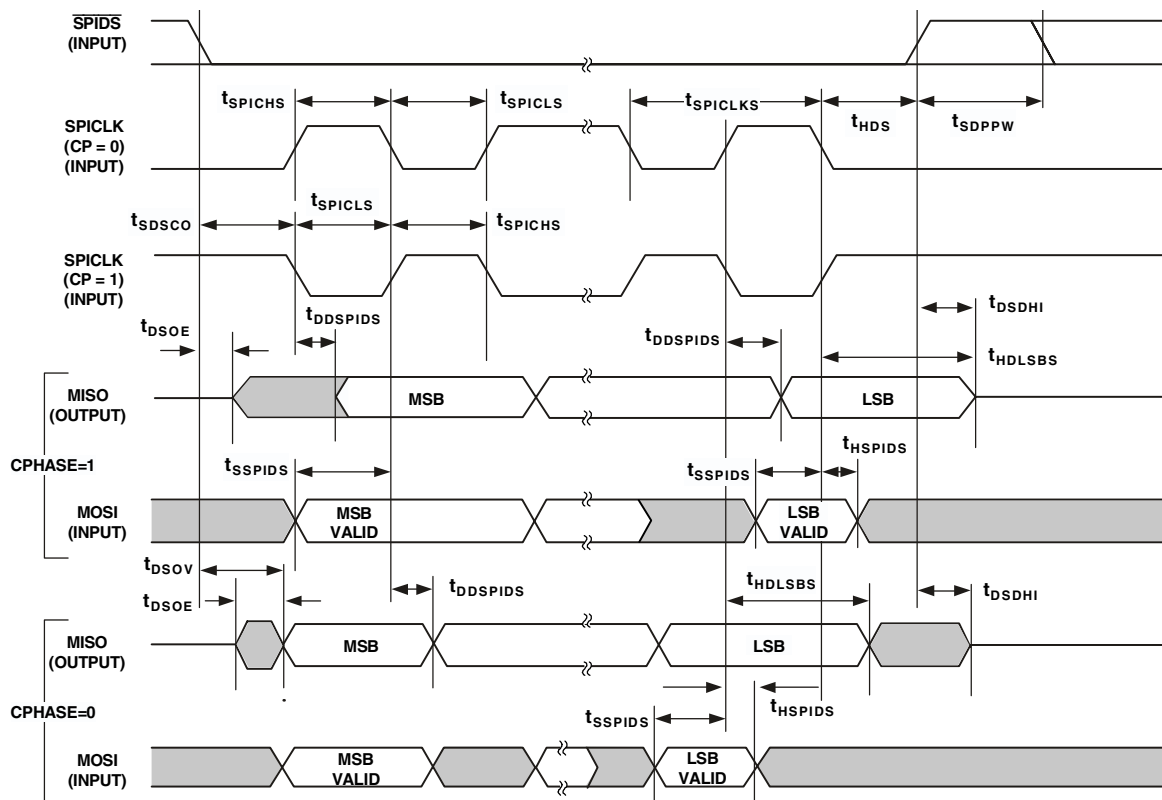 SPIDS
(INPUT)
tSPICHS
tSPICLS
tSPICLKS
tHDS
tSDPPW
SPICLK
(CP = 0)
(INPUT)
tSDSCO
tSPICLS
tSPICHS
SPICLK
(CP = 1)
(INPUT)
tDSOE
tDDSPIDS
tDDSPIDS
tDSDHI
tHDLSBS
MISO
(OUTPUT)
MSB
LSB
CPHASE=1
tSSPIDS
tSSPIDS
tHSPIDS
MOSI
(INPUT)
MSB
VALID
LSB
VALID
tDSOV
tDSOE
tDDSPIDS
tHDLSBS
tDSDHI
MISO
(OUTPUT)
MSB
LSB
CPHASE=0
tSSPIDS
tHSPIDS
MOSI
(INPUT)
MSB
VALID
LSB
VALID